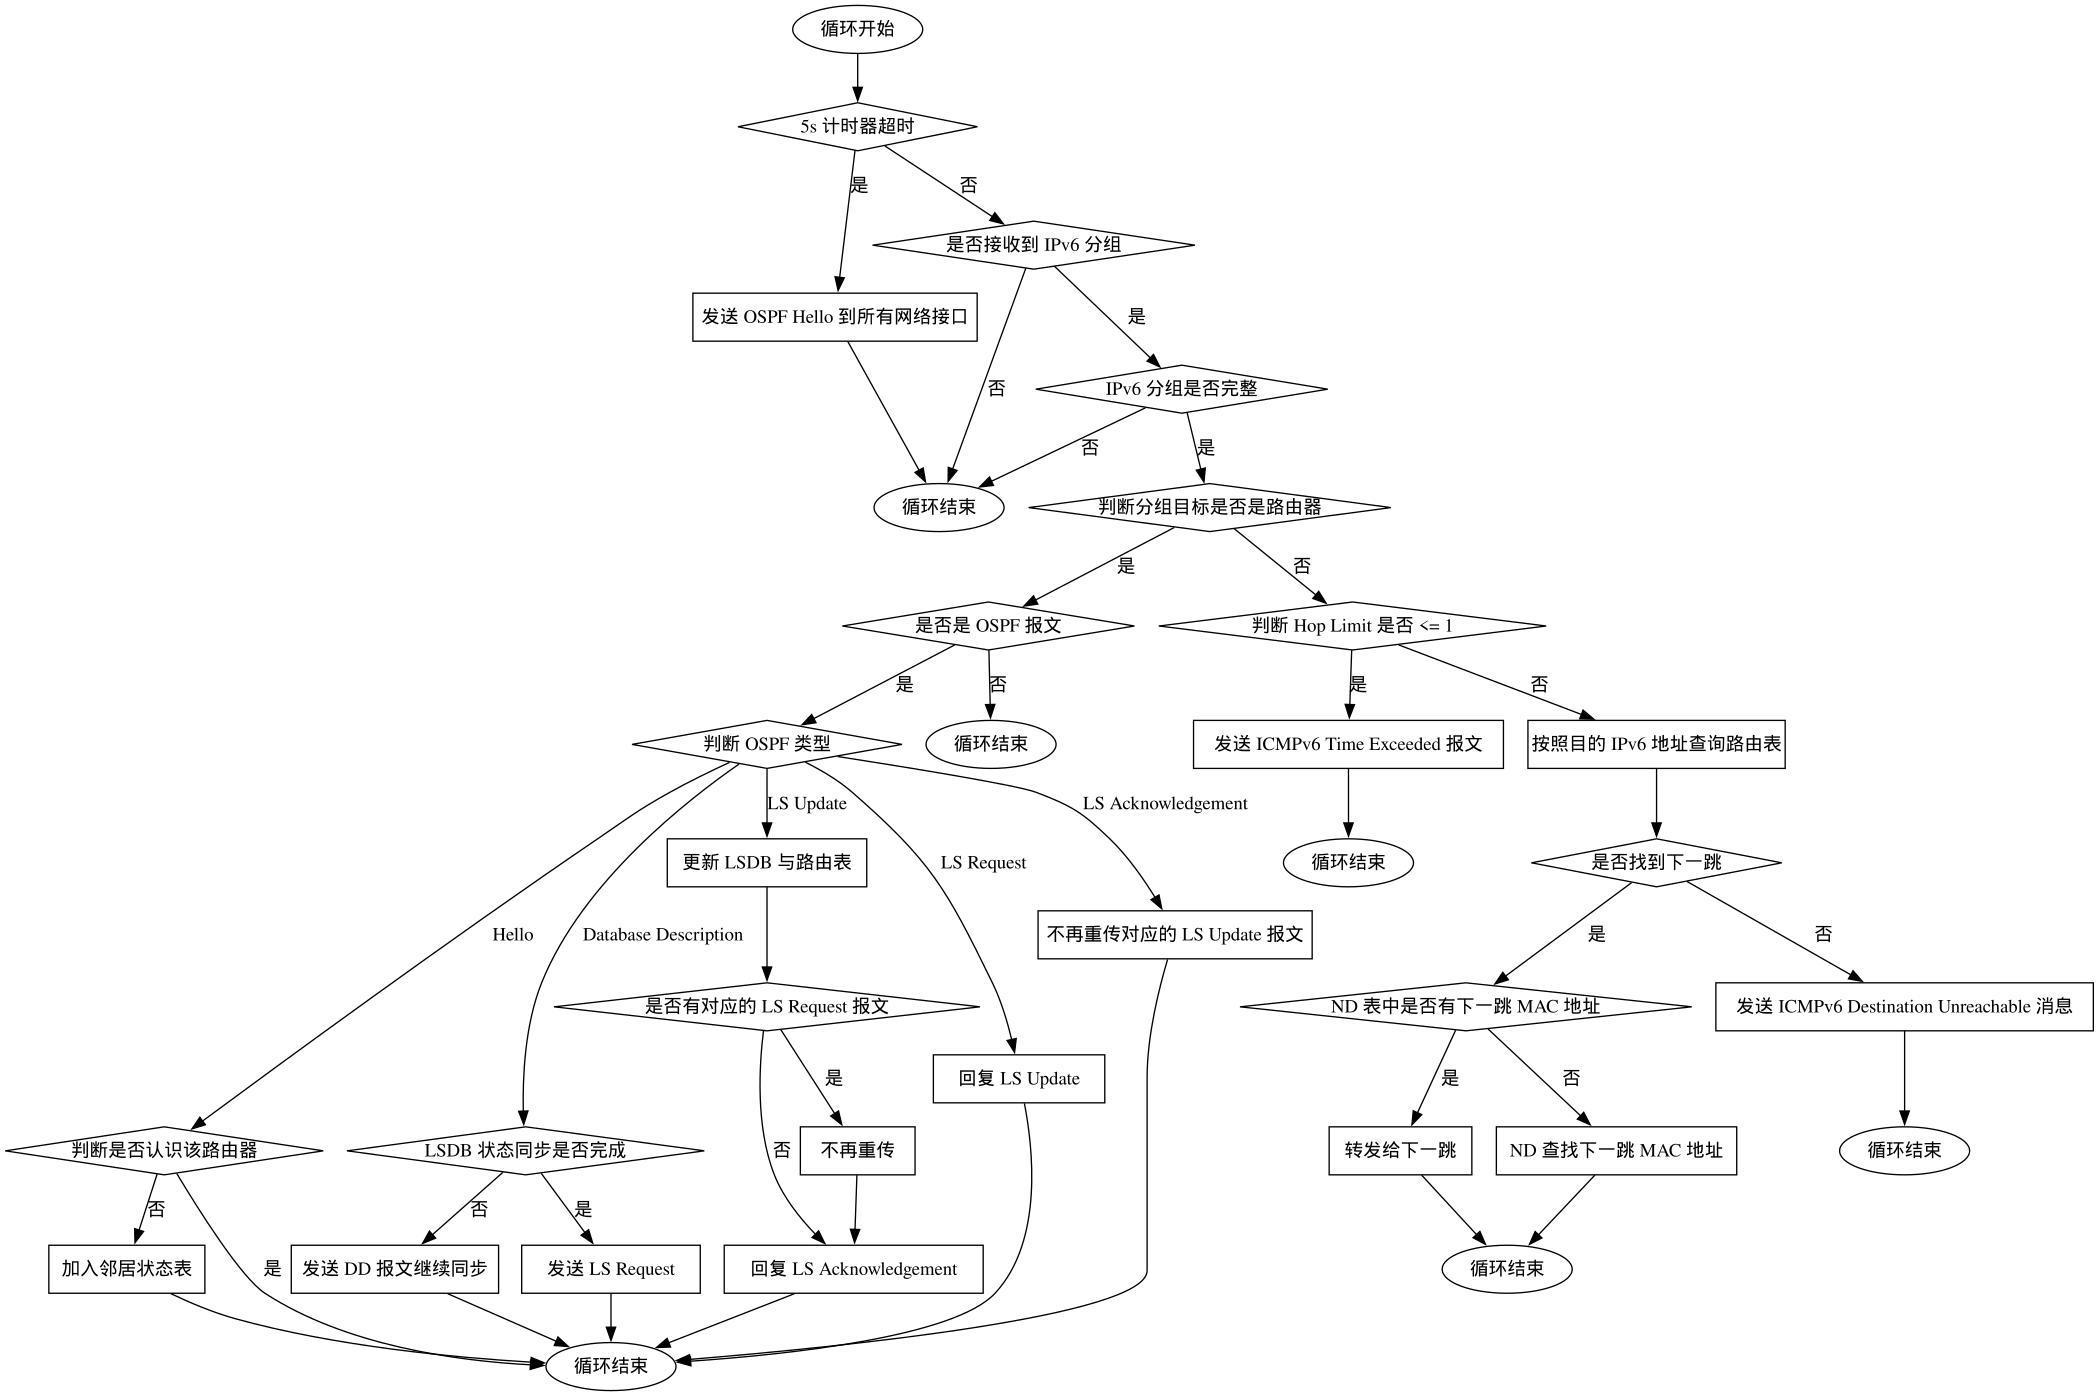 循环开始
5s 计时器超时
是
否
是否接收到 IPv6 分组
发送 OSPF Hello 到所有网络接口
是
否
IPv6 分组是否完整
否
是
循环结束
判断分组目标是否是路由器
是
否
是否是 OSPF 报文
判断 Hop Limit 是否 <= 1
是
否
是
否
判断 OSPF 类型
循环结束
发送 ICMPv6 Time Exceeded 报文
按照目的 IPv6 地址查询路由表
LS Update
LS Acknowledgement
更新 LSDB 与路由表
LS Request
循环结束
是否找到下一跳
Hello
Database Description
不再重传对应的 LS Update 报文
是
否
是否有对应的 LS Request 报文
ND 表中是否有下一跳 MAC 地址
发送 ICMPv6 Destination Unreachable 消息
是
回复 LS Update
是
否
判断是否认识该路由器
LSDB 状态同步是否完成
否
不再重传
转发给下一跳
ND 查找下一跳 MAC 地址
循环结束
否
否
是
加入邻居状态表
是
发送 DD 报文继续同步
发送 LS Request
回复 LS Acknowledgement
循环结束
循环结束